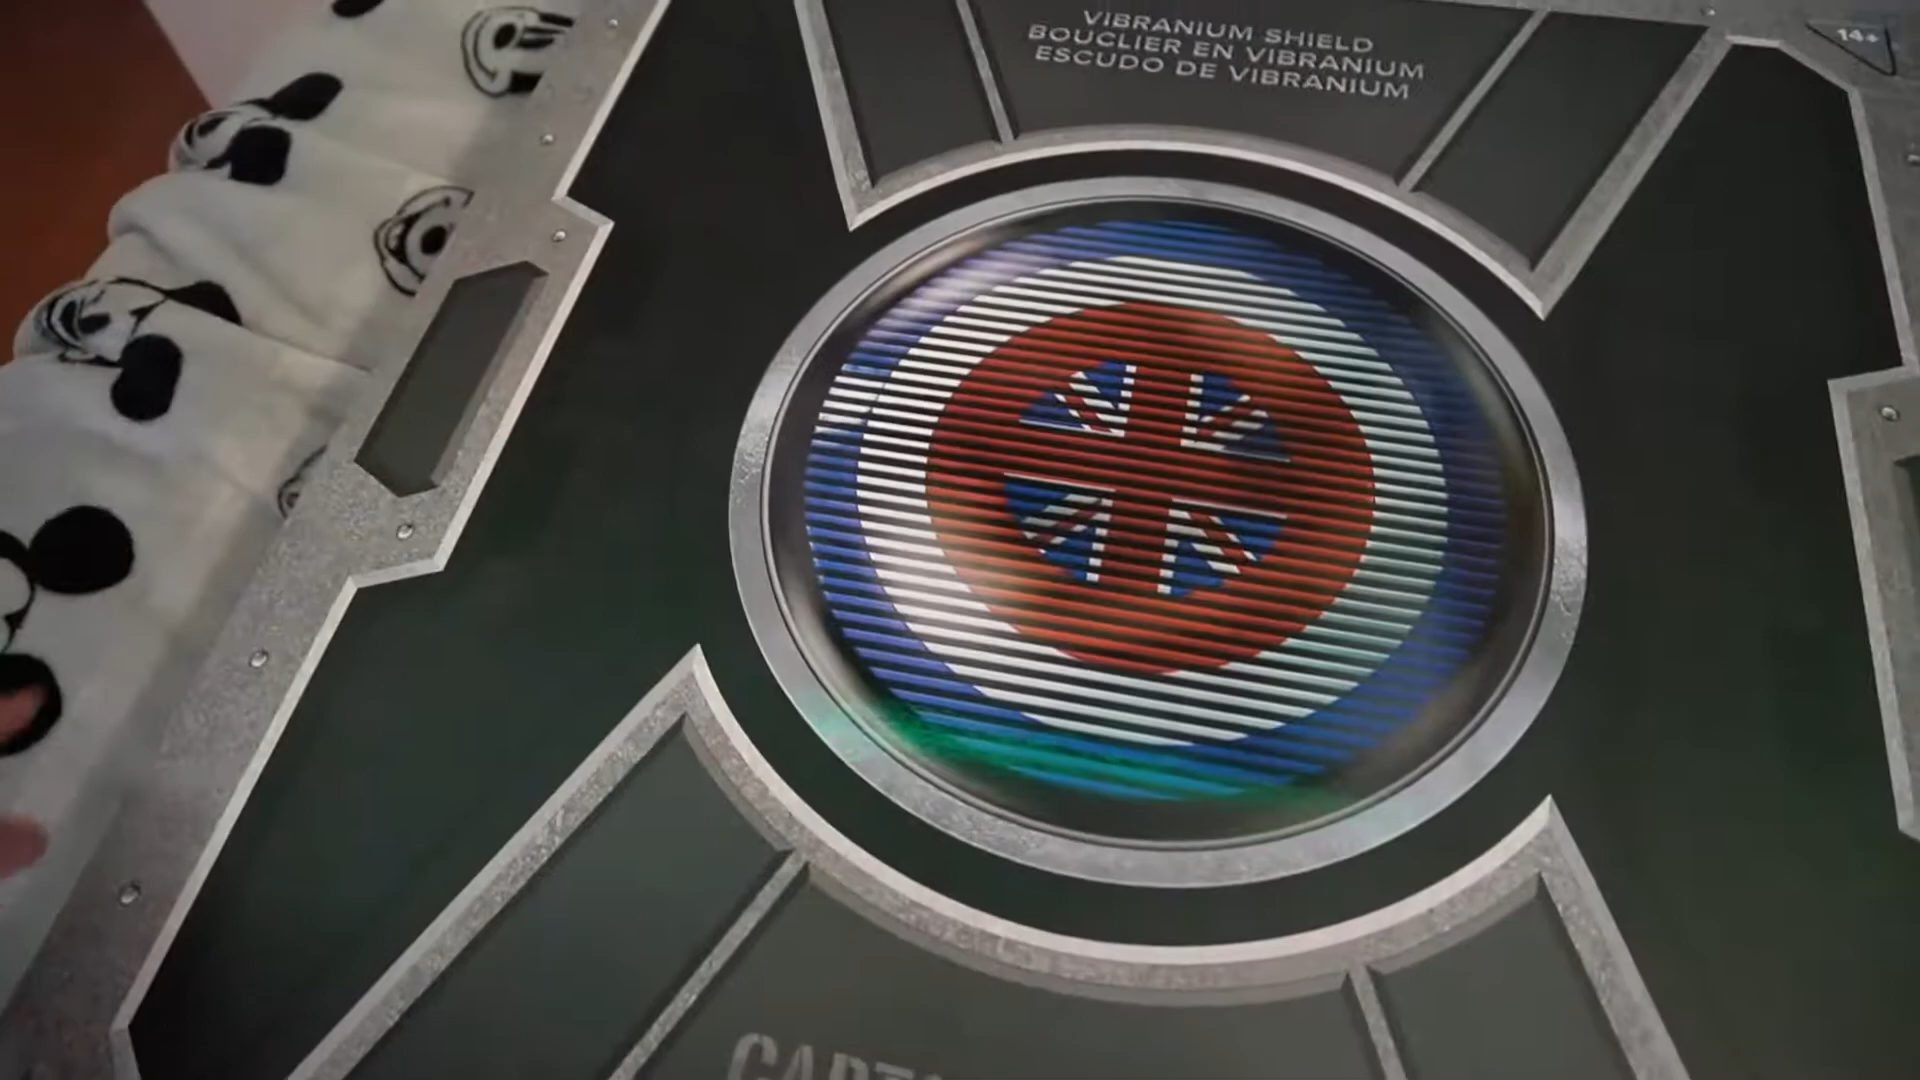 VIBRANIUM SHIELD
BOUCLIER EN VIBRANIUM
ESCUDO DE VIBRANIUM
14+